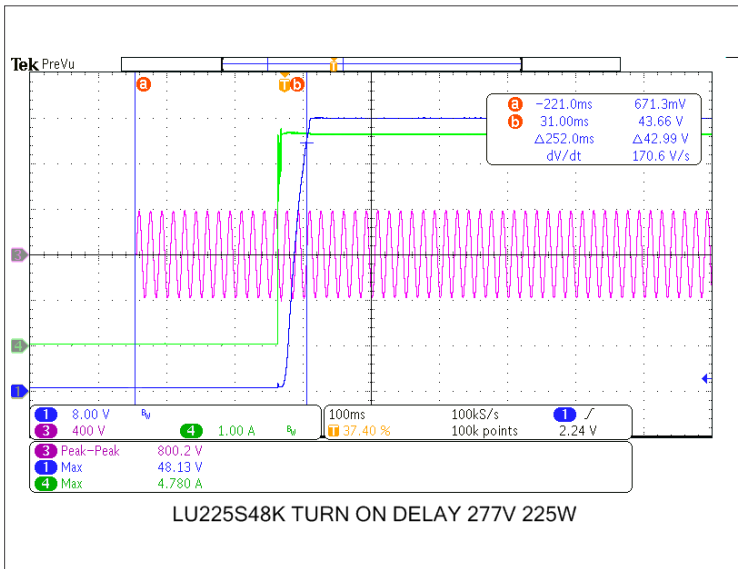 Tek PreVu
T
a T b
a -221.0ms 671.3mV
b 31.00ms 43.66 V
Δ252.0ms Δ42.99 V
dV/dt 170.6 V/s
3
4
1
1 8.00 V BW 100ms 100kS/s 1
3 400 V 4 1.00 A BW T 37.40 % 100k points 2.24 V
3 Peak-Peak 800.2 V
1 Max 48.13 V
4 Max 4.780 A
LU225S48K TURN ON DELAY 277V 225W